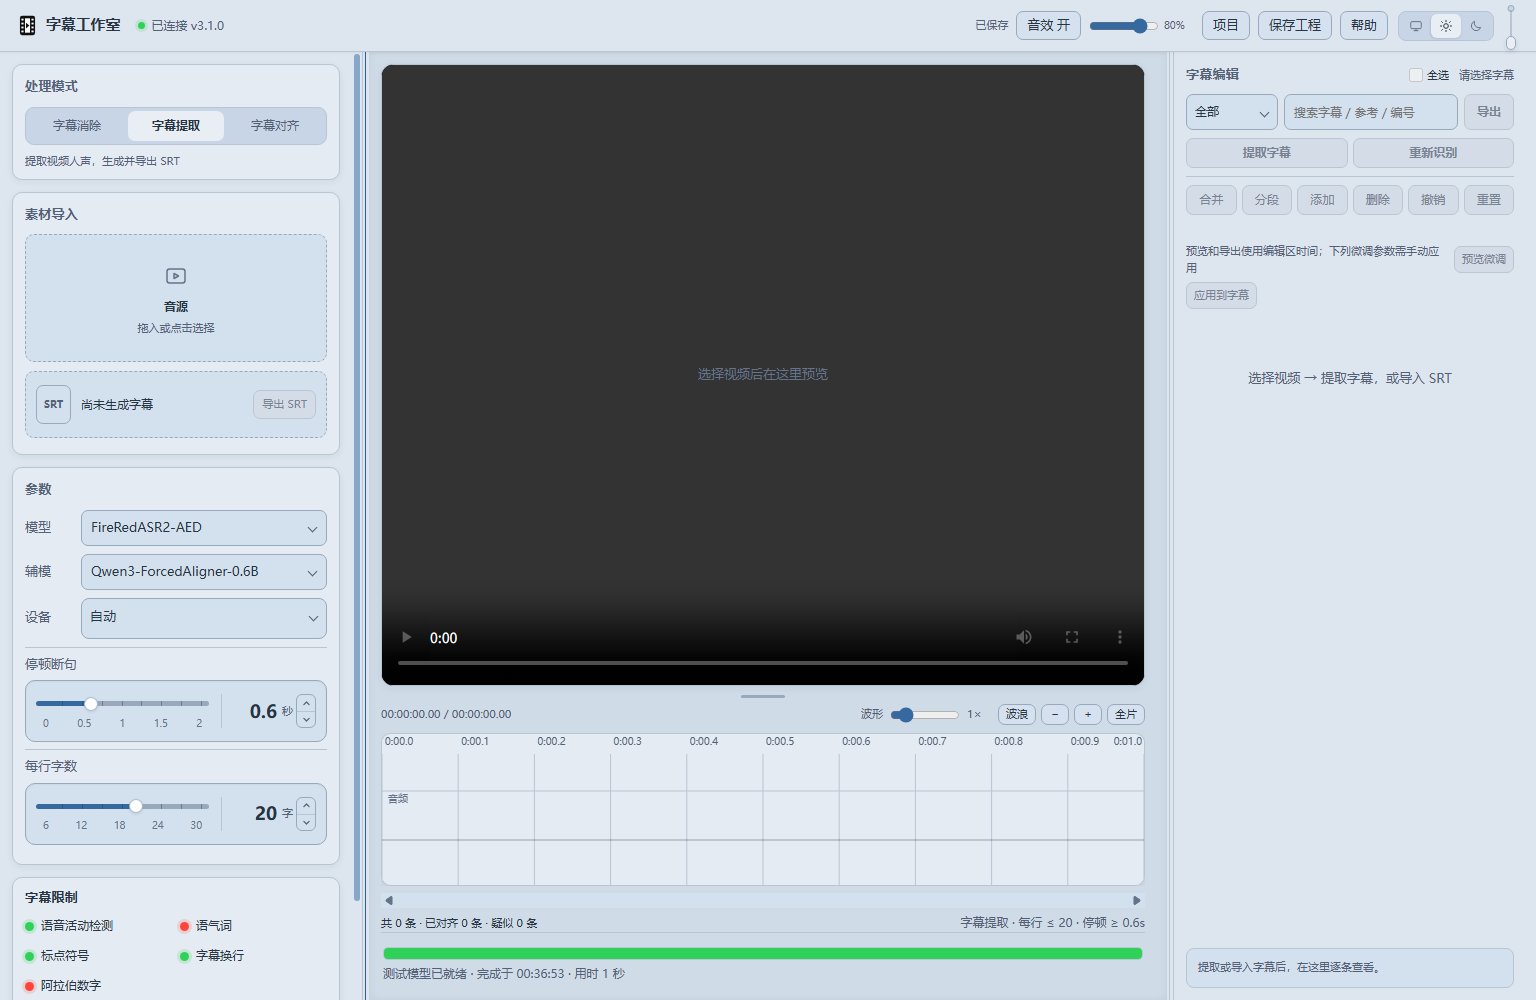 字幕工作室 已连接 v3.1.0
已保存 音效 开 80% 项目 保存工程 帮助
处理模式
字幕消除 字幕提取 字幕对齐
提取视频人声，生成并导出 SRT
素材导入
音源
拖入或点击选择
SRT 尚未生成字幕 导出 SRT
参数
模型 FireRedASR2-AED
辅模 Qwen3-ForcedAligner-0.6B
设备 自动
停顿断句
0.6 秒
0 0.5 1 1.5 2
每行字数
20 字
6 12 18 24 30
字幕限制
语音活动检测 语气词
标点符号 字幕换行
阿拉伯数字
选择视频后在这里预览
0:00
00:00:00.00 / 00:00:00.00 波形 1× 波浪 − + 全片
0:00.0 0:00.1 0:00.2 0:00.3 0:00.4 0:00.5 0:00.6 0:00.7 0:00.8 0:00.9 0:01.0
音频
共 0 条 · 已对齐 0 条 · 疑似 0 条 字幕提取 · 每行 ≤ 20 · 停顿 ≥ 0.6s
测试模型已就绪 · 完成于 00:36:53 · 用时 1 秒
字幕编辑 全选 请选择字幕
全部 搜索字幕 / 参考 / 编号 导出
提取字幕 重新识别
合并 分段 添加 删除 撤销 重置
预览和导出使用编辑区时间；下列微调参数需手动应
用
预览微调
应用到字幕
选择视频 → 提取字幕，或导入 SRT
提取或导入字幕后，在这里逐条查看。